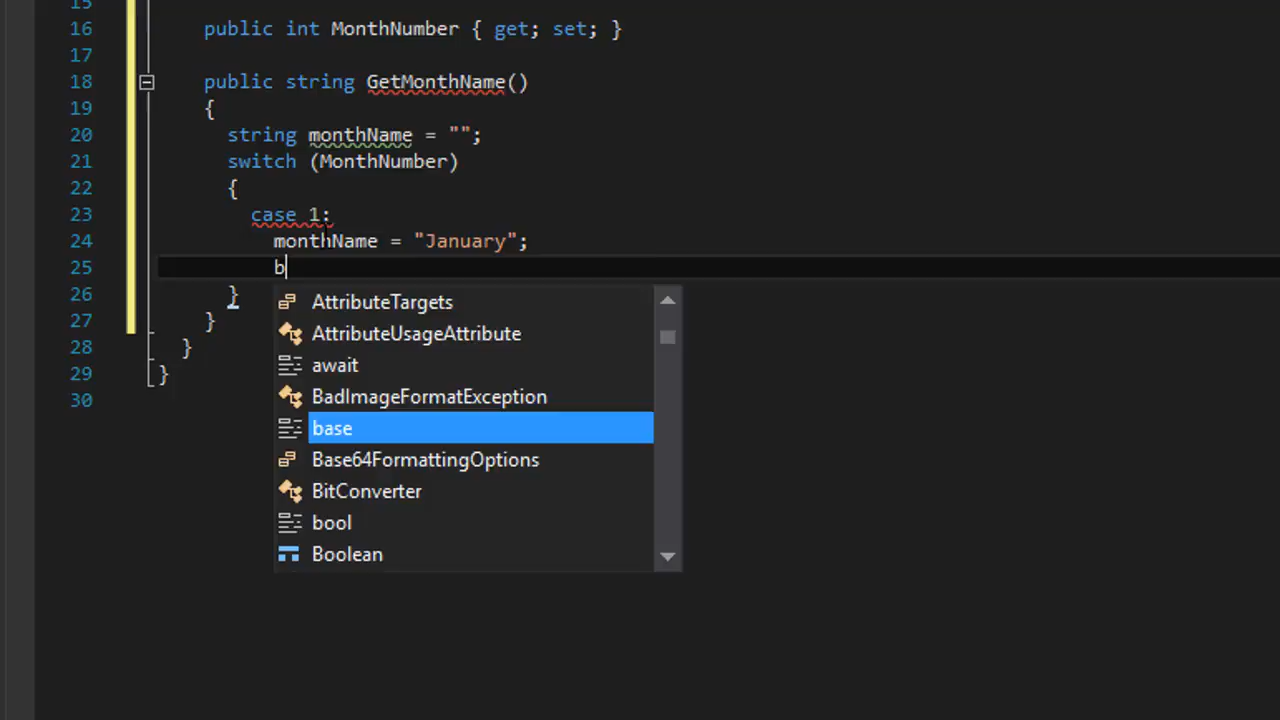 15
16 public int MonthNumber { get; set; }
17
18 public string GetMonthName()
19 {
20 string monthName = "";
21 switch (MonthNumber)
22 {
23 case 1:
24 monthName = "January";
25 b
26 }
27 }
28 }
29 }
30
AttributeTargets
AttributeUsageAttribute
await
BadImageFormatException
base
Base64FormattingOptions
BitConverter
bool
Boolean